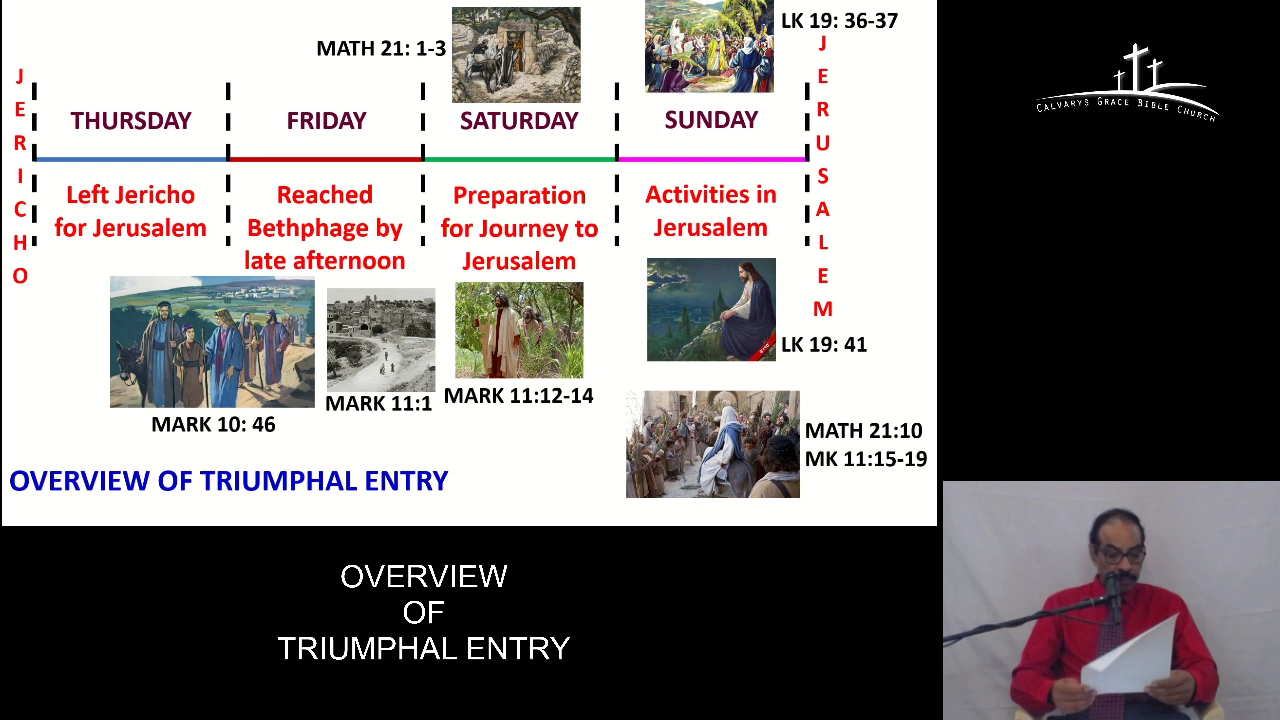 MATH 21: 1-3
LK 19: 36-37
JERICHO
JERUSALEM
THURSDAY
FRIDAY
SATURDAY
SUNDAY
Left Jericho
for Jerusalem
Reached
Bethphage by
late afternoon
Preparation
for Journey to
Jerusalem
Activities in
Jerusalem
LK 19: 41
MARK 10: 46
MARK 11:1
MARK 11:12-14
MATH 21:10
MK 11:15-19
OVERVIEW OF TRIUMPHAL ENTRY
CALVARYS GRACE BIBLE CHURCH
OVERVIEW
OF
TRIUMPHAL ENTRY